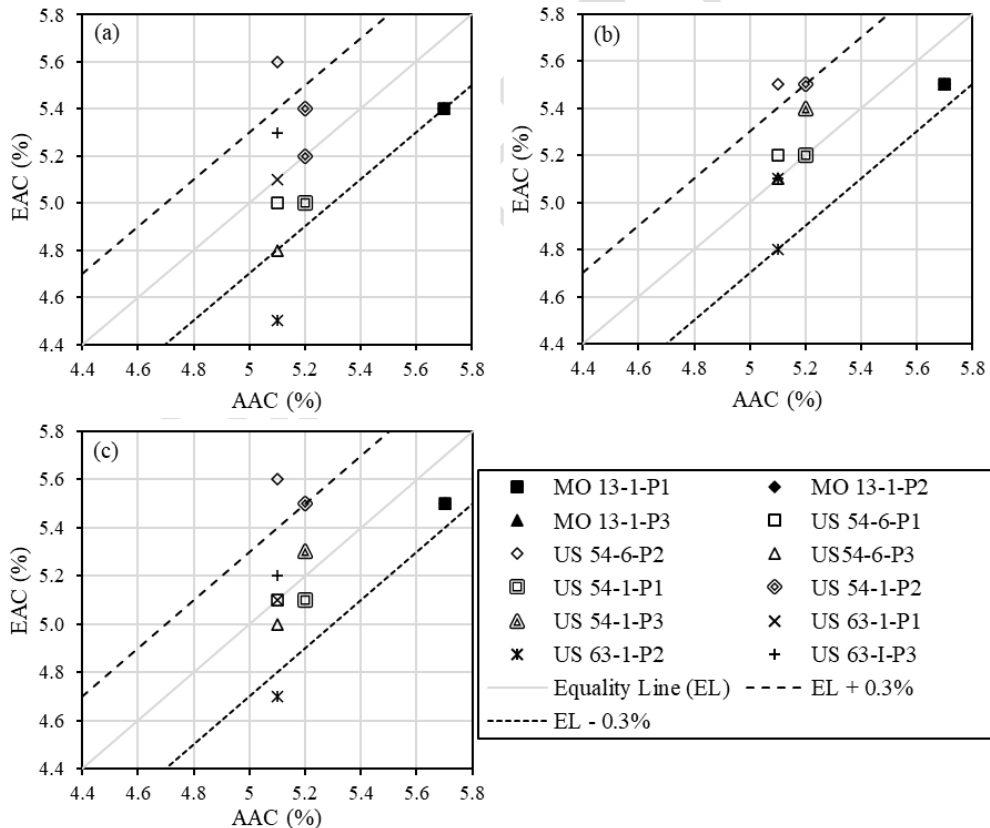 (a)
5.8
5.6
5.4
5.2
5.0
4.8
4.6
4.4
EAC (%)
4.4 4.6 4.8 5 5.2 5.4 5.6 5.8
AAC (%)
(b)
5.8
5.6
5.4
5.2
5.0
4.8
4.6
4.4
EAC (%)
4.4 4.6 4.8 5 5.2 5.4 5.6 5.8
AAC (%)
(c)
5.8
5.6
5.4
5.2
5.0
4.8
4.6
4.4
EAC (%)
4.4 4.6 4.8 5 5.2 5.4 5.6 5.8
AAC (%)
MO 13-1-P1 MO 13-1-P2
MO 13-1-P3 US 54-6-P1
US 54-6-P2 US54-6-P3
US 54-1-P1 US 54-1-P2
US 54-1-P3 US 63-1-P1
US 63-1-P2 US 63-I-P3
Equality Line (EL) EL + 0.3%
EL - 0.3%